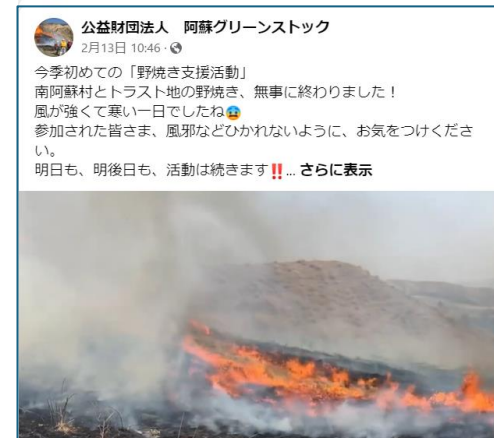 公益財団法人　阿蘇グリーンストック
2月13日 10:46 ·
今季初めての「野焼き支援活動」
南阿蘇村とトラスト地の野焼き、無事に終わりました！
風が強くて寒い一日でしたね🥶
参加された皆さま、風邪などひかれないように、お気をつけくださ
い。
明日も、明後日も、活動は続きます‼️... さらに表示